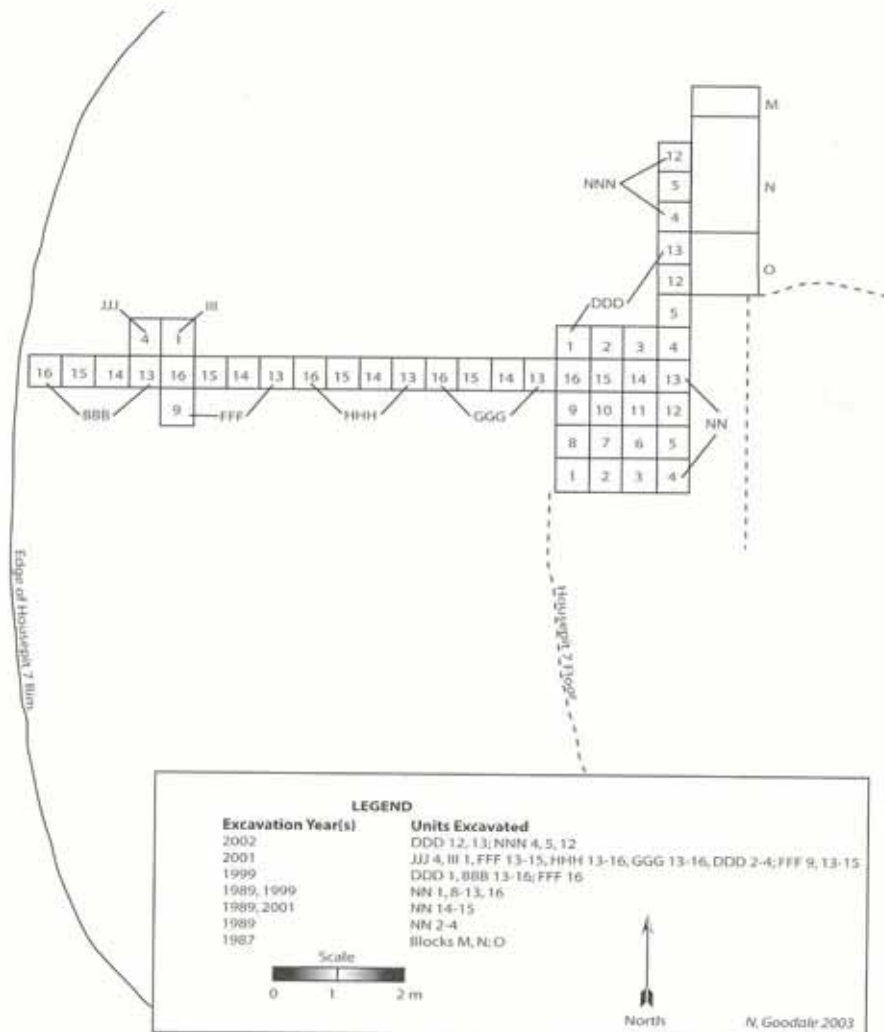 M
12
NNN
5
N
4
13
O
12
DDD
5
JJJ
III
4
1
1
2
3
4
16
15
14
13
16
15
14
13
16
15
14
13
16
15
14
13
16
15
14
13
BBB
9
FFF
HHH
GGG
9
10
11
12
NN
8
7
6
5
1
2
3
4
Edge of Housepit 7 Rim
Housepit 7 Floor
LEGEND
Excavation Year(s) Units Excavated
2002 DDD 12, 13; NNN 4, 5, 12
2001 JJJ 4, III 1, FFF 13-15, HHH 13-16, GGG 13-16, DDD 2-4; FFF 9, 13-15
1999 DDD 1, BBB 13-16; FFF 16
1989, 1999 NN 1, 8-13, 16
1989, 2001 NN 14-15
1989 NN 2-4
1987 Blocks M, N; O
Scale
0 1 2 m
North
N, Goodale 2003